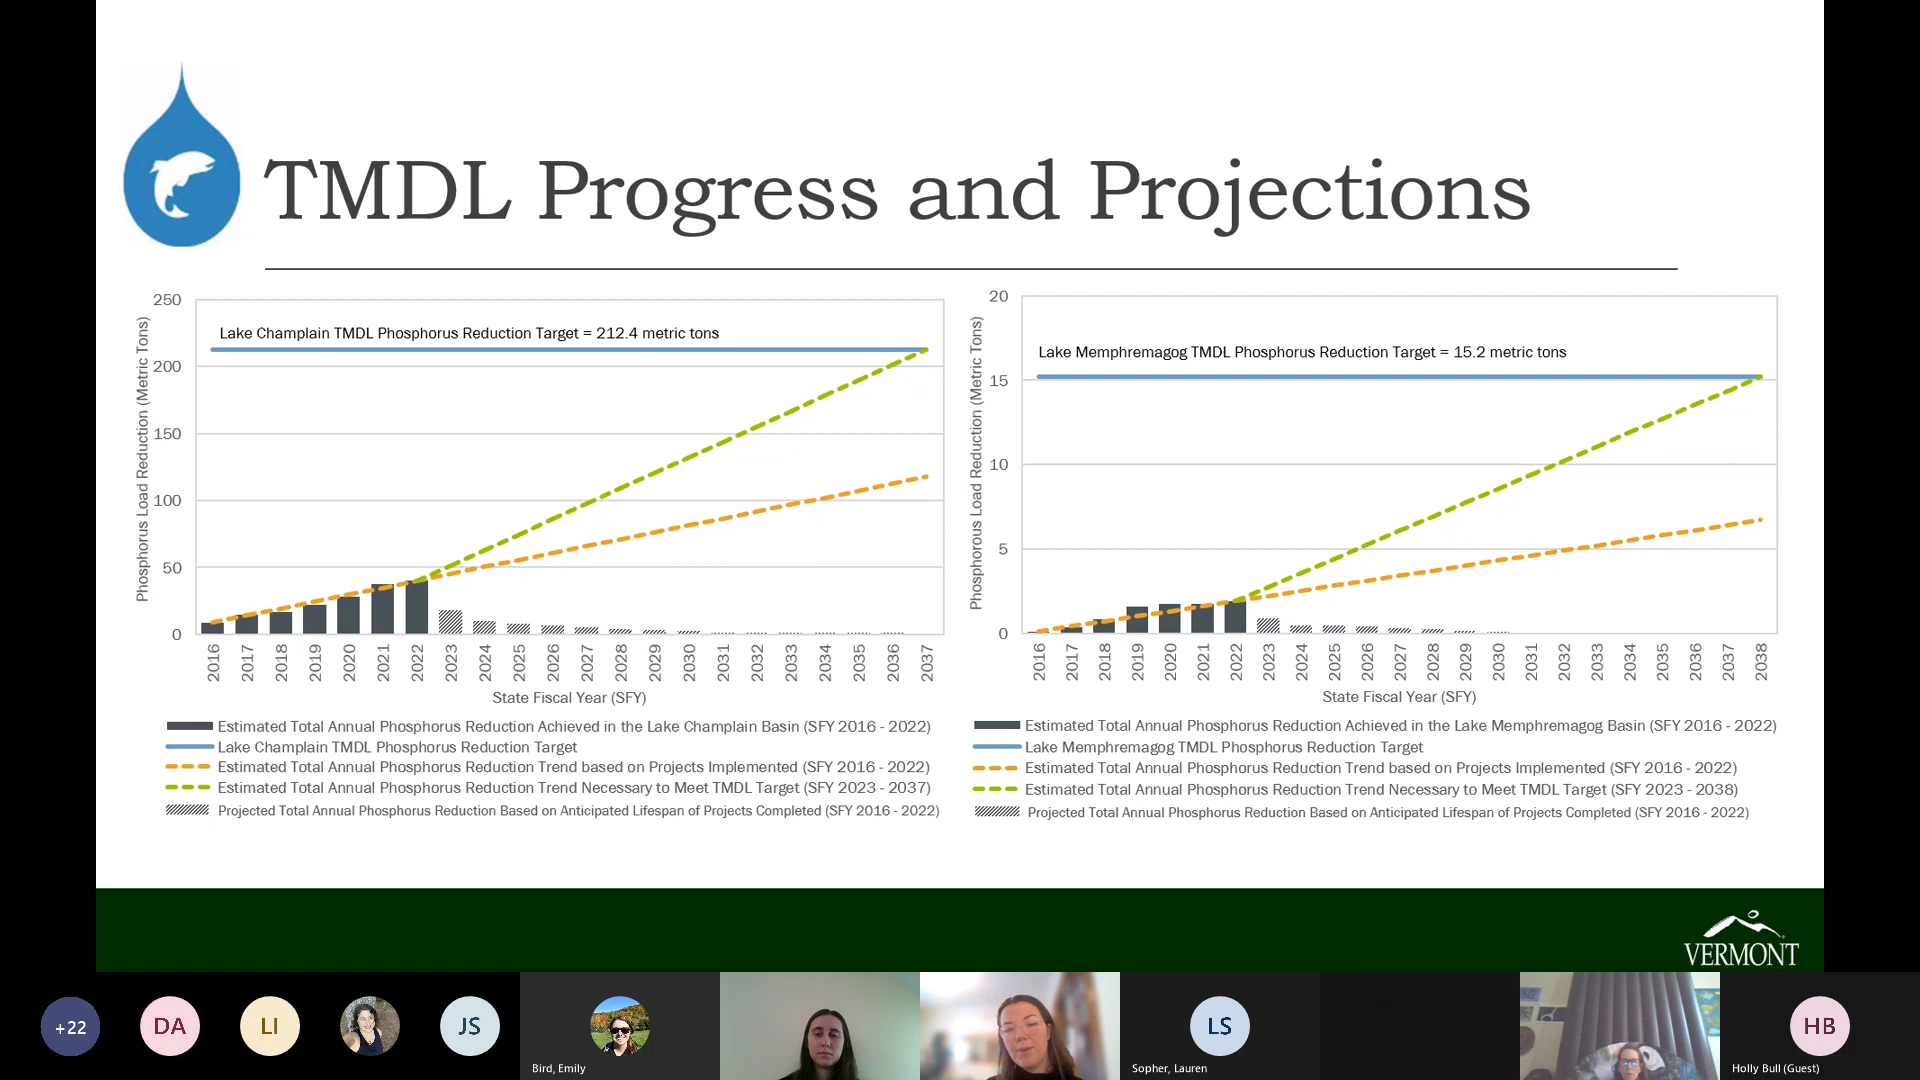 TMDL Progress and Projections
250
200
150
100
50
0
Phosphorus Load Reduction (Metric Tons)
Lake Champlain TMDL Phosphorus Reduction Target = 212.4 metric tons
2016 2017 2018 2019 2020 2021 2022 2023 2024 2025 2026 2027 2028 2029 2030 2031 2032 2033 2034 2035 2036 2037
State Fiscal Year (SFY)
Estimated Total Annual Phosphorus Reduction Achieved in the Lake Champlain Basin (SFY 2016 - 2022)
Lake Champlain TMDL Phosphorus Reduction Target
Estimated Total Annual Phosphorus Reduction Trend based on Projects Implemented (SFY 2016 - 2022)
Estimated Total Annual Phosphorus Reduction Trend Necessary to Meet TMDL Target (SFY 2023 - 2037)
Projected Total Annual Phosphorus Reduction Based on Anticipated Lifespan of Projects Completed (SFY 2016 - 2022)
20
15
10
5
0
Phosphorous Load Reduction (Metric Tons)
Lake Memphremagog TMDL Phosphorus Reduction Target = 15.2 metric tons
2016 2017 2018 2019 2020 2021 2022 2023 2024 2025 2026 2027 2028 2029 2030 2031 2032 2033 2034 2035 2036 2037 2038
State Fiscal Year (SFY)
Estimated Total Annual Phosphorus Reduction Achieved in the Lake Memphremagog Basin (SFY 2016 - 2022)
Lake Memphremagog TMDL Phosphorus Reduction Target
Estimated Total Annual Phosphorus Reduction Trend based on Projects Implemented (SFY 2016 - 2022)
Estimated Total Annual Phosphorus Reduction Trend Necessary to Meet TMDL Target (SFY 2023 - 2038)
Projected Total Annual Phosphorus Reduction Based on Anticipated Lifespan of Projects Completed (SFY 2016 - 2022)
VERMONT
+22
DA
LI
JS
Bird, Emily
LS
Sopher, Lauren
HB
Holly Bull (Guest)